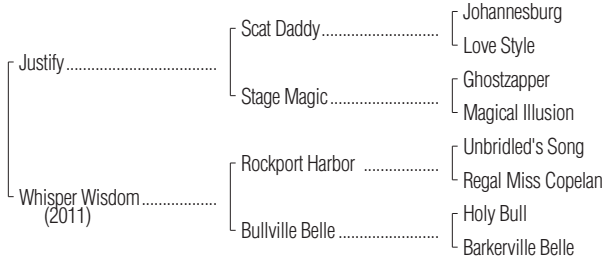 Johannesburg
Scat Daddy
Love Style
Justify
Ghostzapper
Stage Magic
Magical Illusion
Unbridled's Song
Rockport Harbor
Regal Miss Copelan
Whisper Wisdom
(2011)
Holy Bull
Bullville Belle
Barkerville Belle